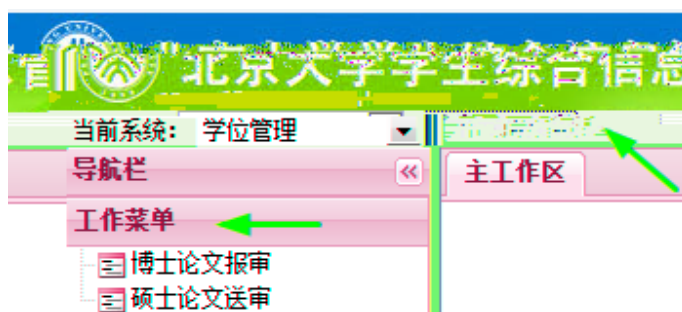 北京大学学生综合信息
当前系统： 学位管理
导航栏
主工作区
工作菜单
博士论文报审
硕士论文送审